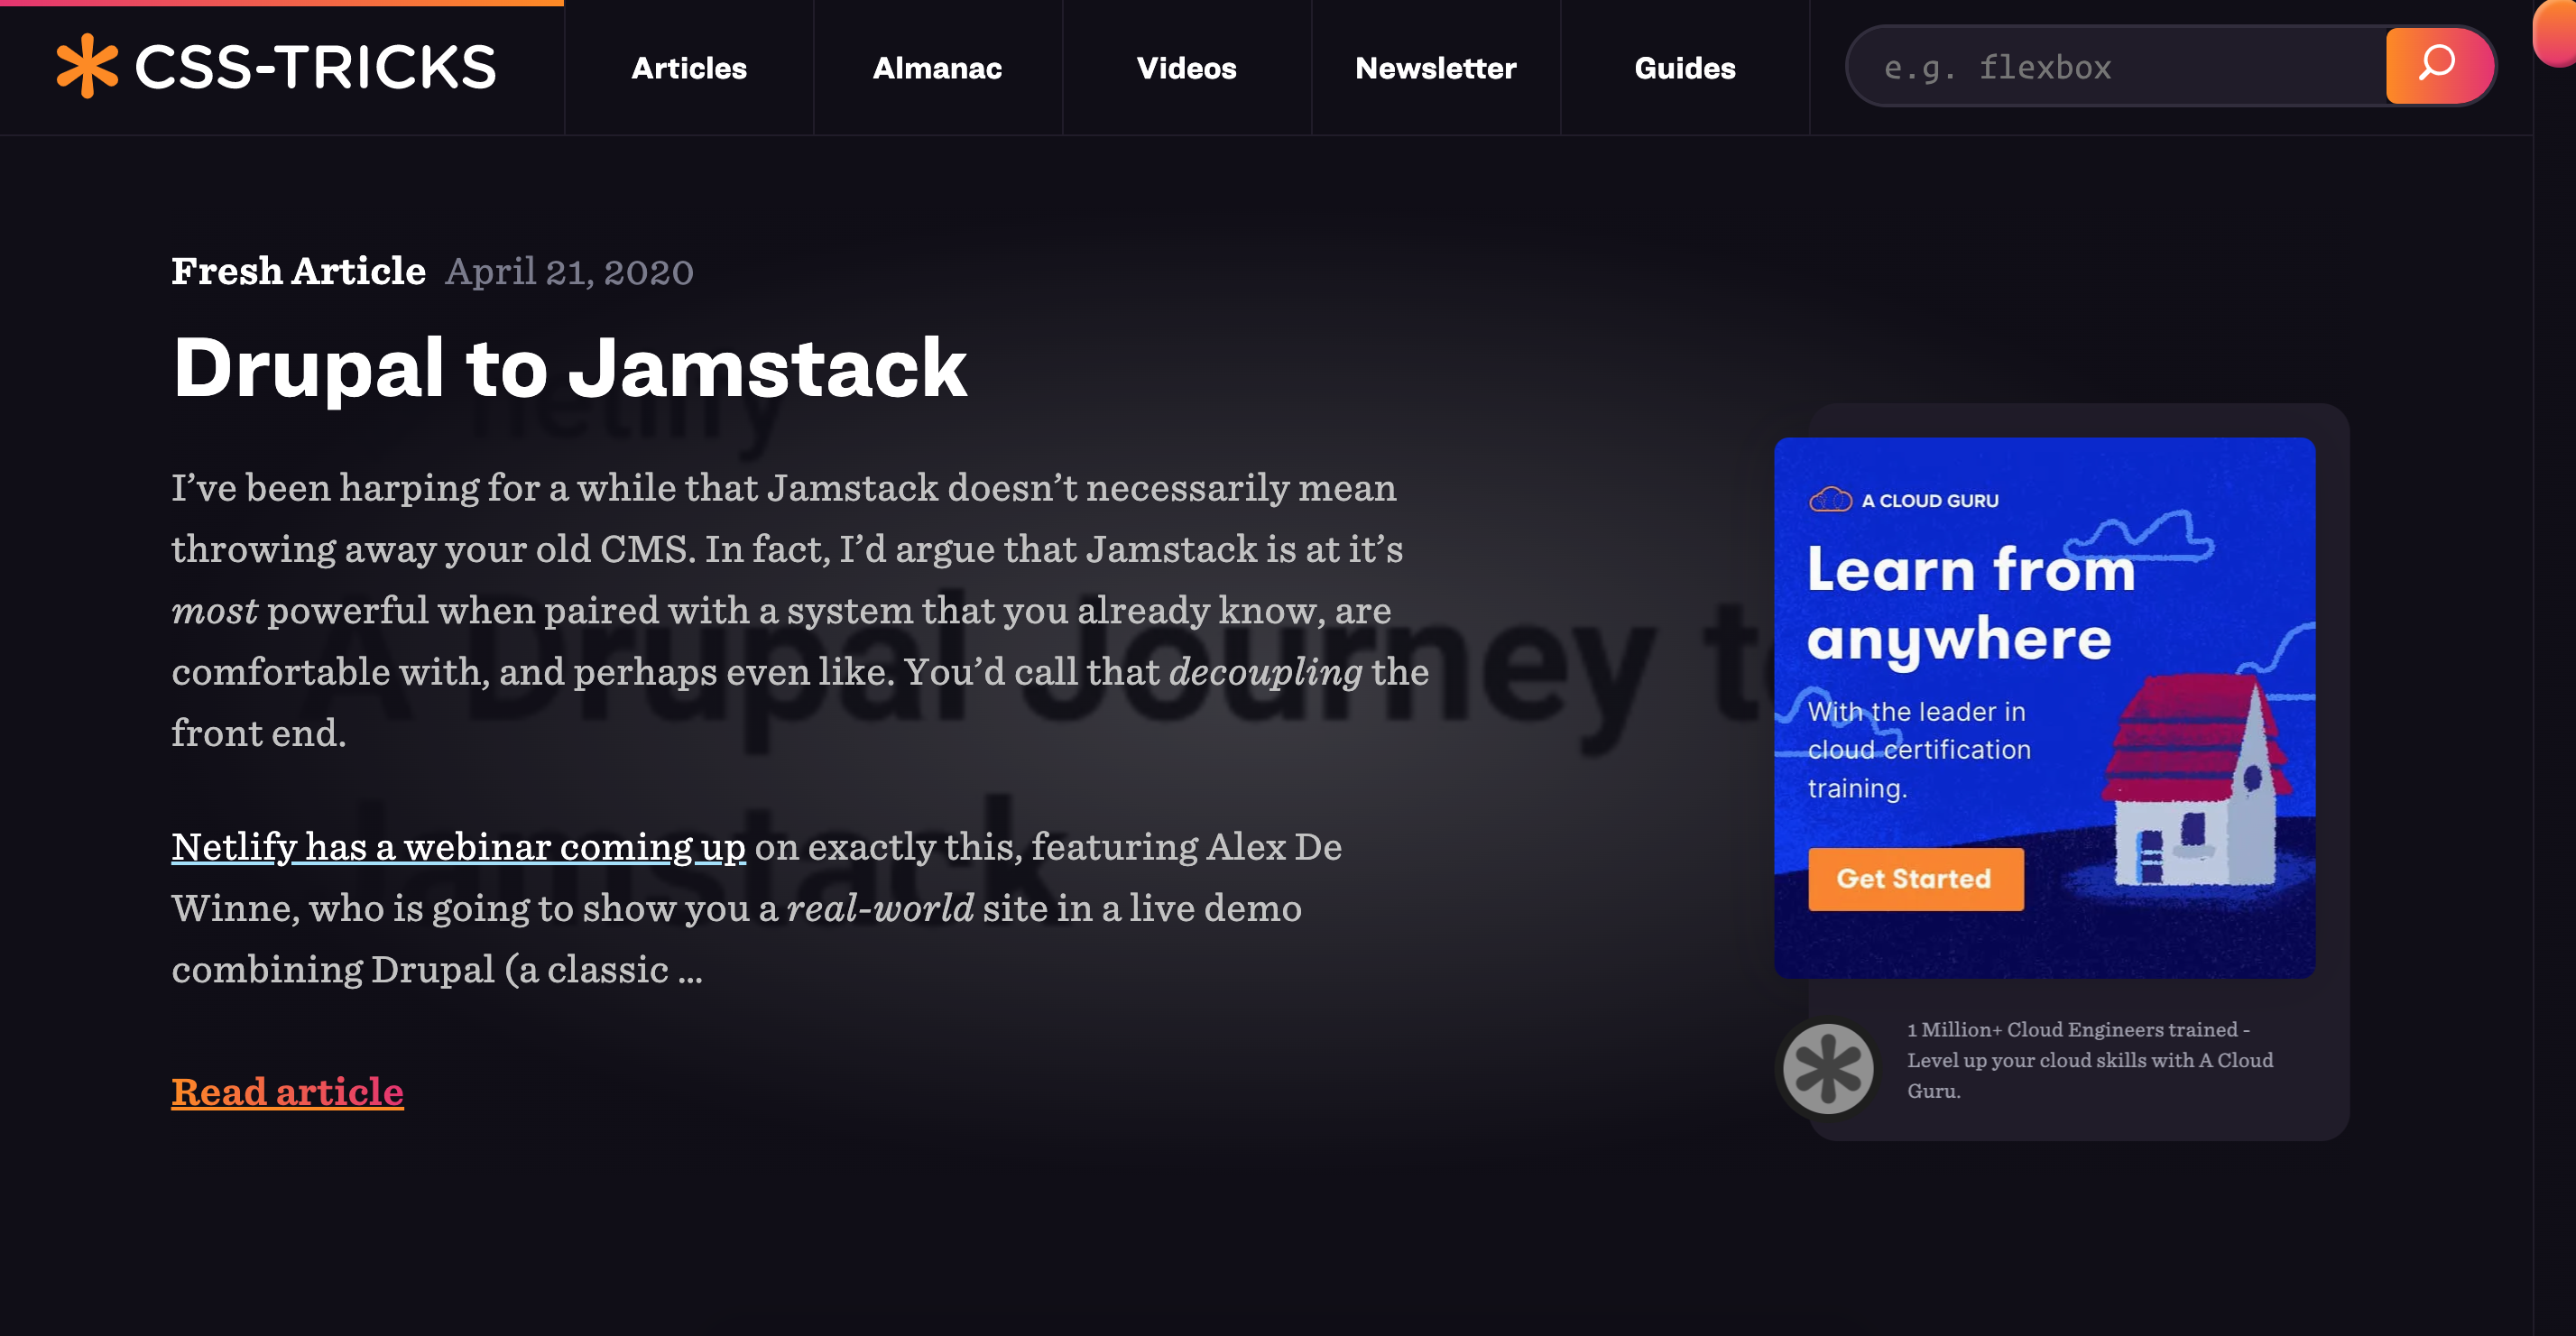 CSS-TRICKS
Articles
Almanac
Videos
Newsletter
Guides
e.g. flexbox
Fresh Article April 21, 2020
Drupal to Jamstack
netlify
I’ve been harping for a while that Jamstack doesn’t necessarily mean
throwing away your old CMS. In fact, I’d argue that Jamstack is at it’s
most powerful when paired with a system that you already know, are
comfortable with, and perhaps even like. You’d call that decoupling the
front end.
A Drupal Journey to
Jamstack
Netlify has a webinar coming up on exactly this, featuring Alex De
Winne, who is going to show you a real-world site in a live demo
combining Drupal (a classic …
Read article
A CLOUD GURU
Learn from
anywhere
With the leader in
cloud certification
training.
Get Started
1 Million+ Cloud Engineers trained -
Level up your cloud skills with A Cloud
Guru.